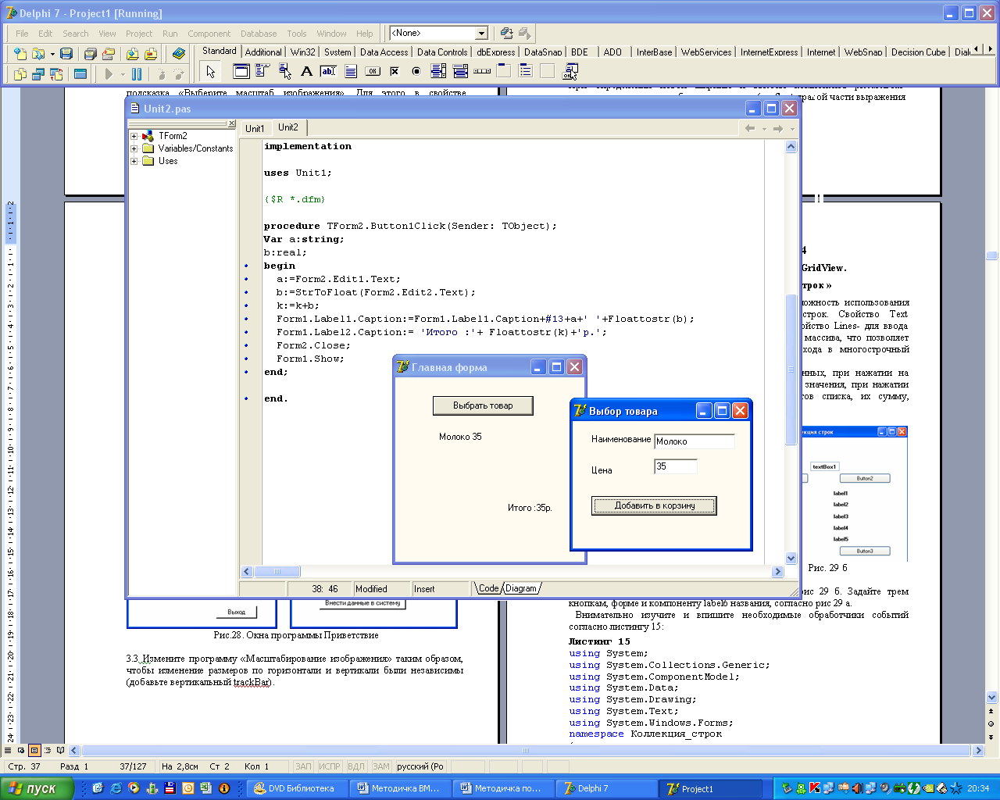 Delphi 7 - Project1 [Running]
File Edit Search View Project Run Component Database Tools Window Help
<None>
Standard Additional Win32 System Data Access Data Controls dbExpress DataSnap BDE ADO InterBase WebServices InternetExpress Internet WebSnap Decision Cube
подсказка «Выберите масштаб изображения». Для этого в свойстве
ой части выражения
Unit2.pas
TForm2
Variables/Constants
Uses
Unit1 Unit2
implementation
uses Unit1;
{$R *.dfm}
procedure TForm2.Button1Click(Sender: TObject);
Var a:string;
b:real;
begin
a:=Form2.Edit1.Text;
b:=StrToFloat(Form2.Edit2.Text);
k:=k+b;
Form1.Label1.Caption:=Form1.Label1.Caption+#13+a+' '+Floattostr(b);
Form1.Label2.Caption:= 'Итого :'+ Floattostr(k)+'р.';
Form2.Close;
Form1.Show;
end;
end.
38: 46 Modified Insert Code Diagram
Главная форма
Выбрать товар
Молоко 35
Итого :35р.
Выбор товара
Наименование Молоко
Цена 35
Добавить в корзину
4
GridView.
трок »
ожность использования
строк. Свойство Text
ойство Lines- для ввода
массива, что позволяет
хода в многострочный
нных, при нажатии на
значения, при нажатии
тов списка, их сумму,
кция строк
textBox1
Button2
label1
label2
label3
label4
label5
Button3
Рис. 29 б
рис 29 б. Задайте трем
кнопкам, форме и компоненту label6 названия, согласно рис 29 а.
Внимательно изучите и впишите необходимые обработчики событий
согласно листингу 15:
Листинг 15
using System;
using System.Collections.Generic;
using System.ComponentModel;
using System.Data;
using System.Drawing;
using System.Text;
using System.Windows.Forms;
namespace Коллекция_строк
Выход
Внести данные в систему
Рис.28. Окна программы Приветствие
3.3 Измените программу «Масштабирование изображения» таким образом,
чтобы изменение размеров по горизонтали и вертикали были независимы
(добавьте вертикальный trackBar).
Стр. 37 Разд 1 37/127 На 2,8см Ст 2 Кол 1 ЗАП ИСПР ВДЛ ЗАМ русский (Ро
пуск DVD Библиотека Методичка ВМ... Методичка по... Delphi 7 Project1 20:34